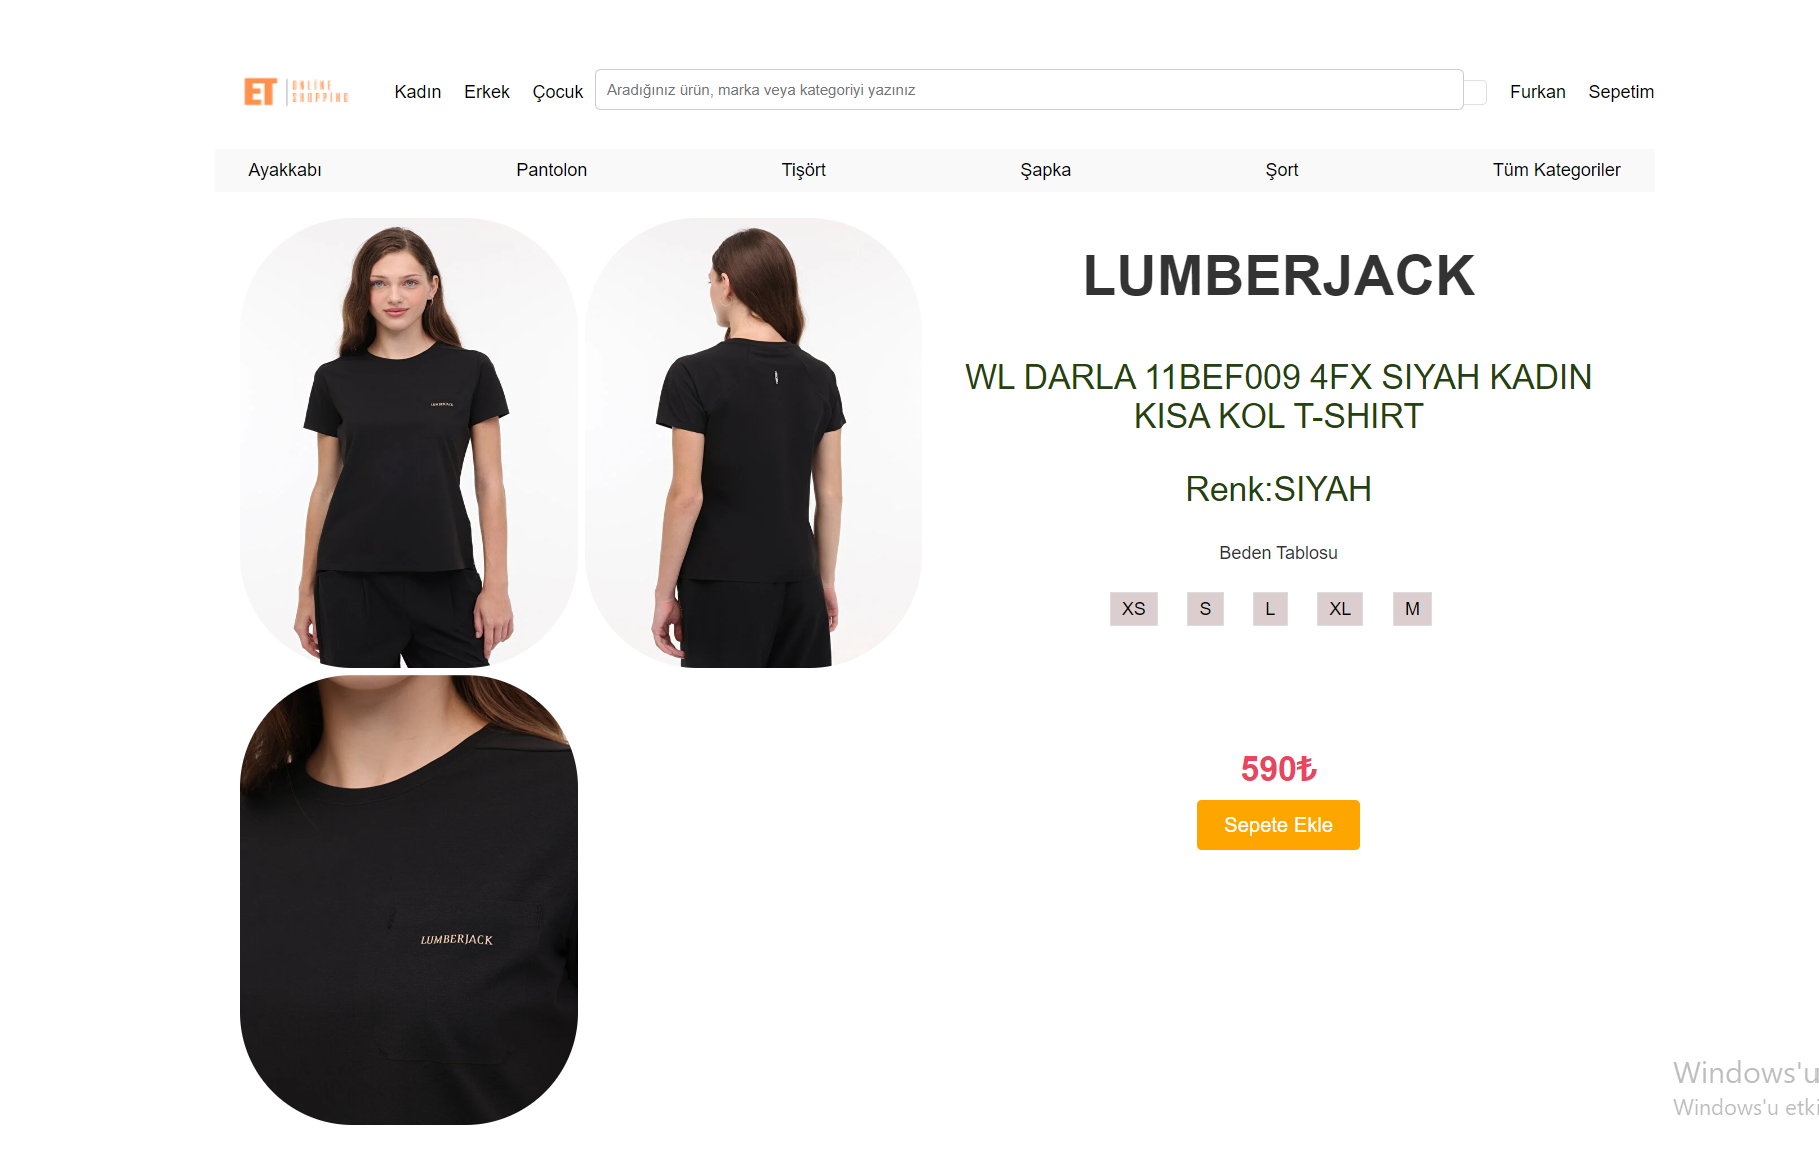 ET ONLINE
SHOPPING
Kadın Erkek Çocuk Aradığınız ürün, marka veya kategoriyi yazınız Furkan Sepetim
Ayakkabı Pantolon Tişört Şapka Şort Tüm Kategoriler
LUMBERJACK
WL DARLA 11BEF009 4FX SIYAH KADIN
KISA KOL T-SHIRT
Renk:SIYAH
Beden Tablosu
XS S L XL M
590₺
Sepete Ekle
LUMBERJACK
LUMBERJACK
Windows'u
Windows'u etki